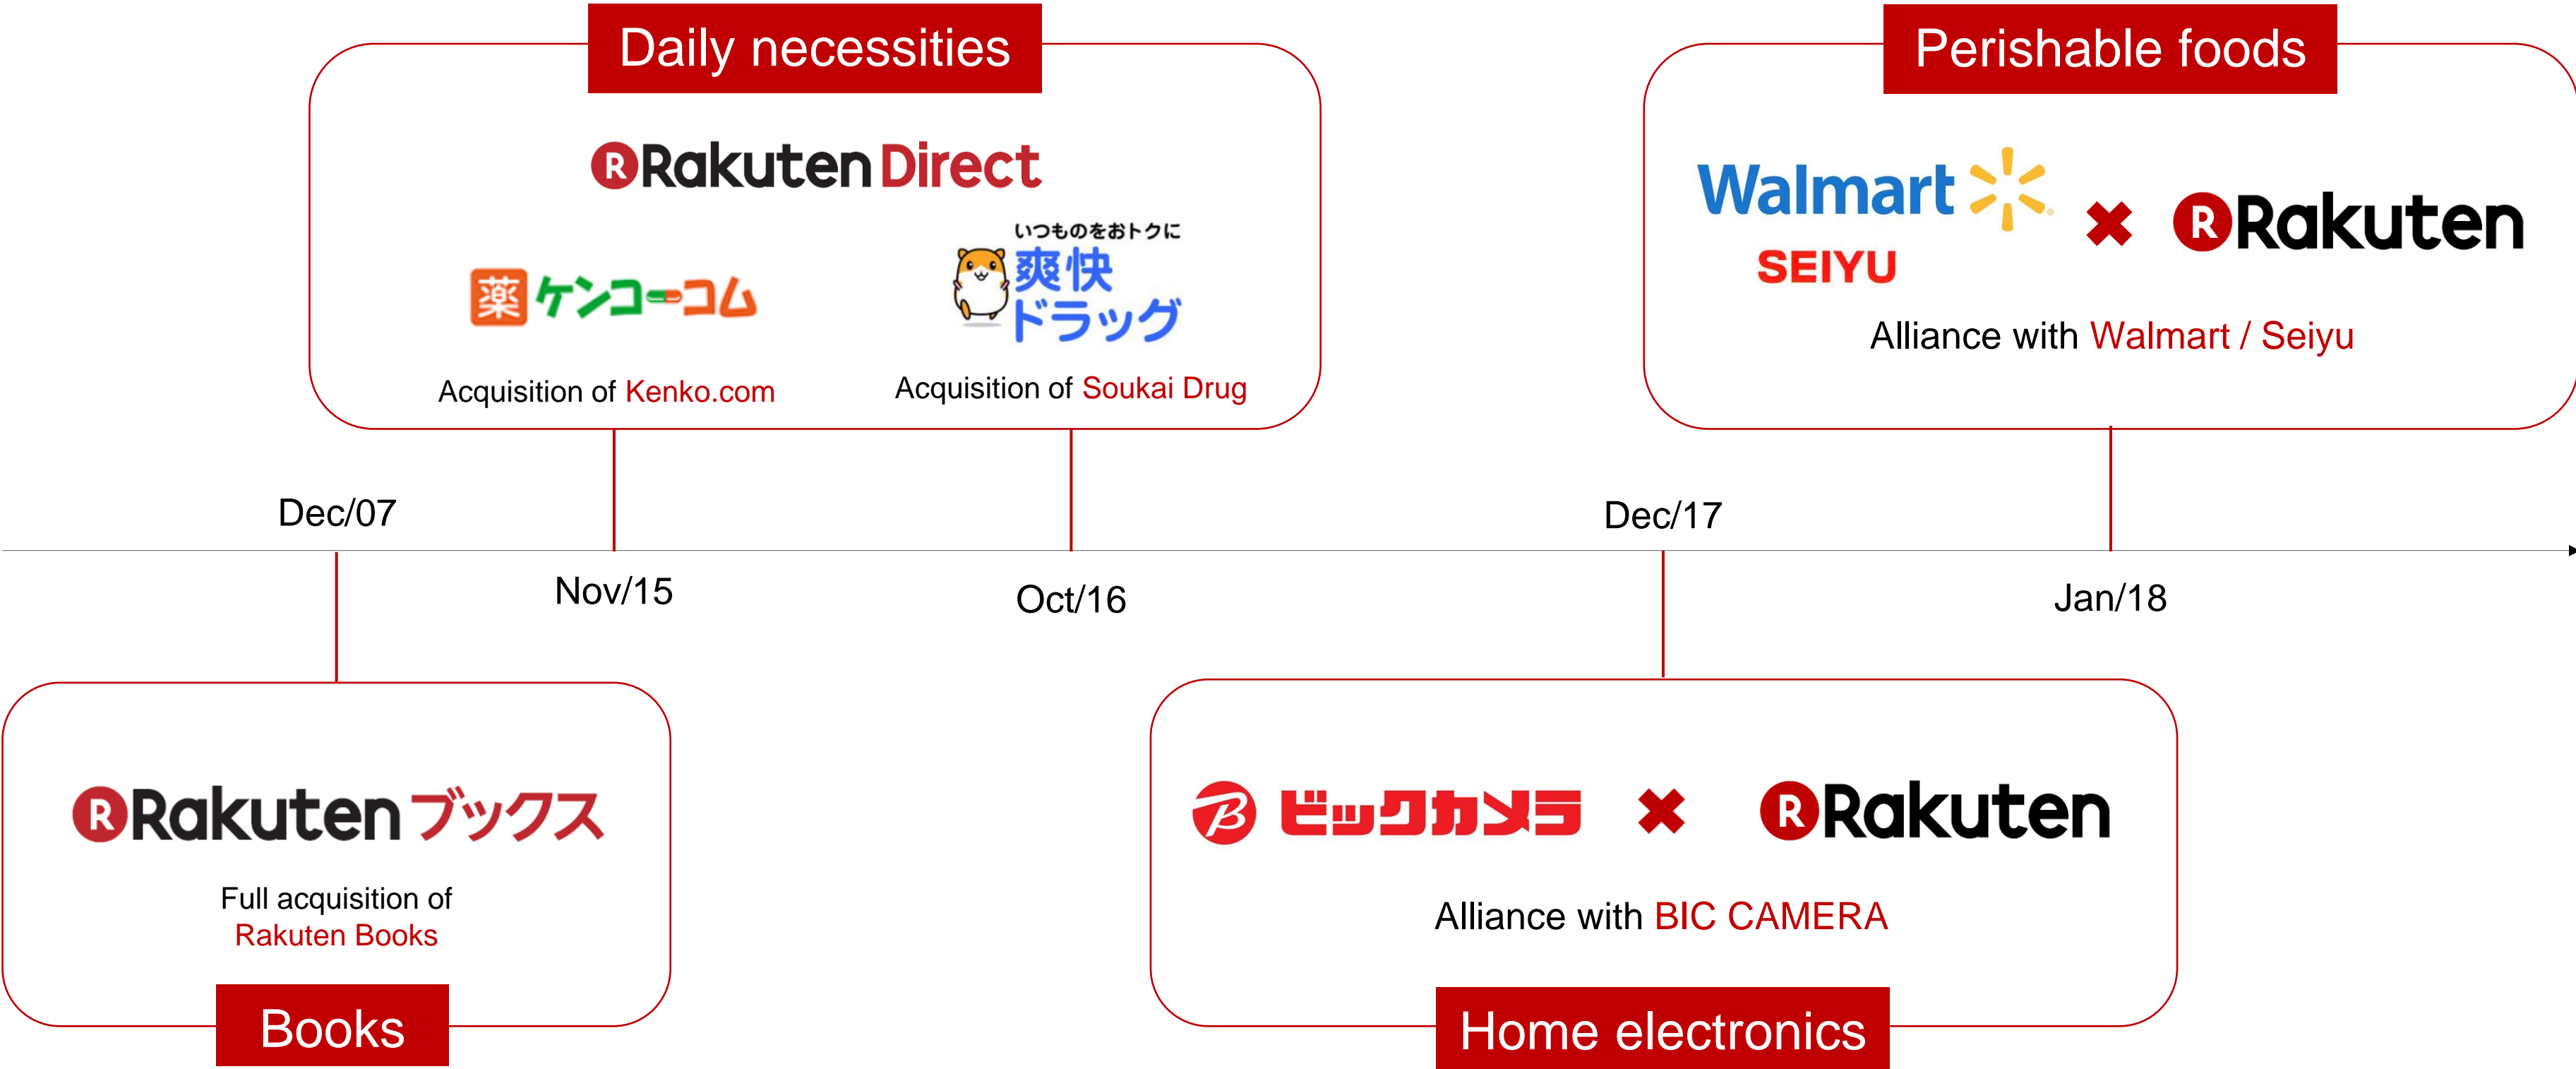 Daily necessities
R Rakuten Direct
薬 ケンコーコム
いつものをおトクに
爽快
ドラッグ
Acquisition of Kenko.com
Acquisition of Soukai Drug
Perishable foods
Walmart
SEIYU
R Rakuten
Alliance with Walmart / Seiyu
Dec/07
Nov/15
Oct/16
Dec/17
Jan/18
R Rakuten ブックス
Full acquisition of
Rakuten Books
Books
B ビックカメラ
R Rakuten
Alliance with BIC CAMERA
Home electronics